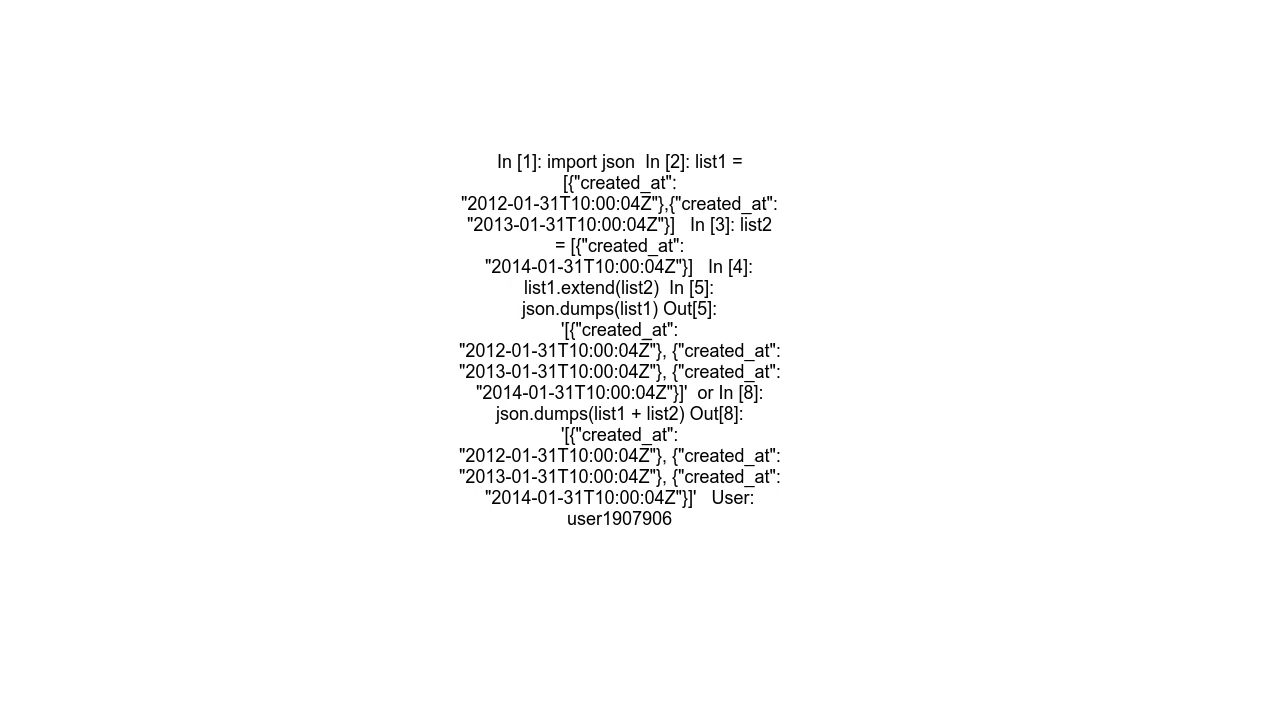 In [1]: import json  In [2]: list1 =
[{"created_at":
"2012-01-31T10:00:04Z"},{"created_at":
"2013-01-31T10:00:04Z"}]   In [3]: list2
= [{"created_at":
"2014-01-31T10:00:04Z"}]   In [4]:
list1.extend(list2)  In [5]:
json.dumps(list1) Out[5]:
'[{"created_at":
"2012-01-31T10:00:04Z"}, {"created_at":
"2013-01-31T10:00:04Z"}, {"created_at":
"2014-01-31T10:00:04Z"}]'  or In [8]:
json.dumps(list1 + list2) Out[8]:
'[{"created_at":
"2012-01-31T10:00:04Z"}, {"created_at":
"2013-01-31T10:00:04Z"}, {"created_at":
"2014-01-31T10:00:04Z"}]'   User:
user1907906